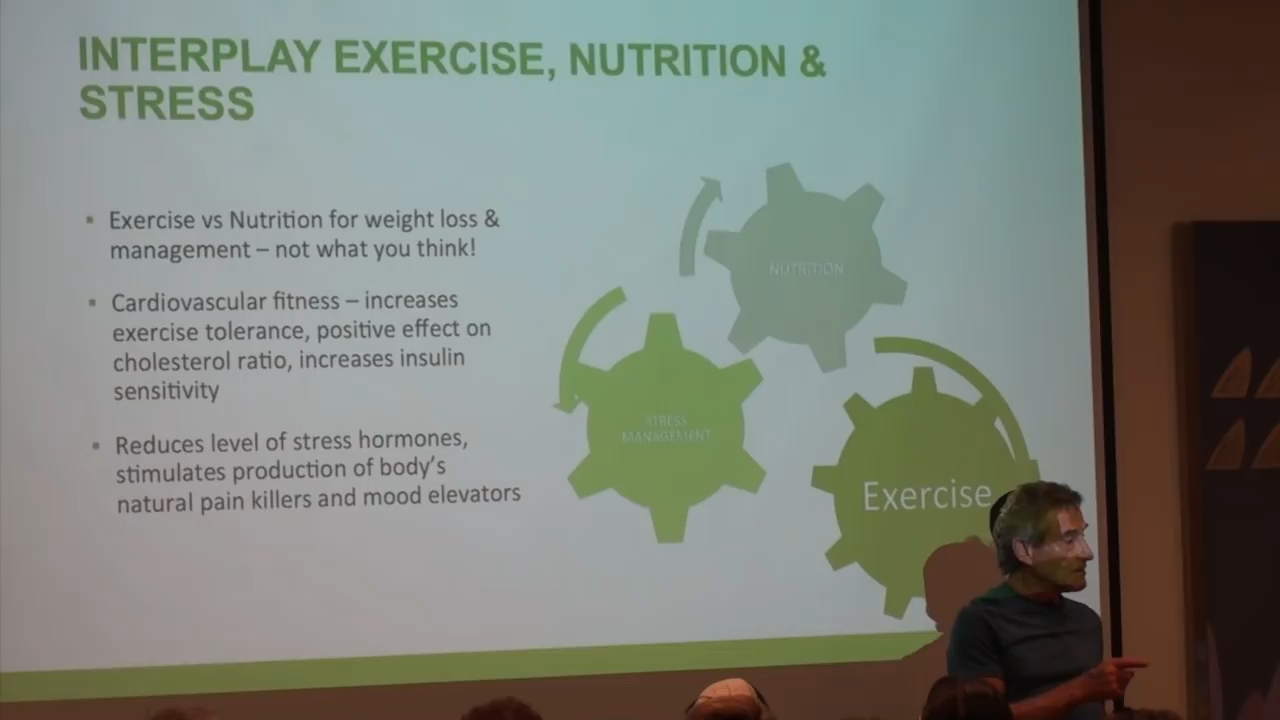 INTERPLAY EXERCISE, NUTRITION &
STRESS
▪ Exercise vs Nutrition for weight loss &
management – not what you think!
▪ Cardiovascular fitness – increases
exercise tolerance, positive effect on
cholesterol ratio, increases insulin
sensitivity
▪ Reduces level of stress hormones,
stimulates production of body's
natural pain killers and mood elevators
NUTRITION
STRESS
MANAGEMENT
Exercise